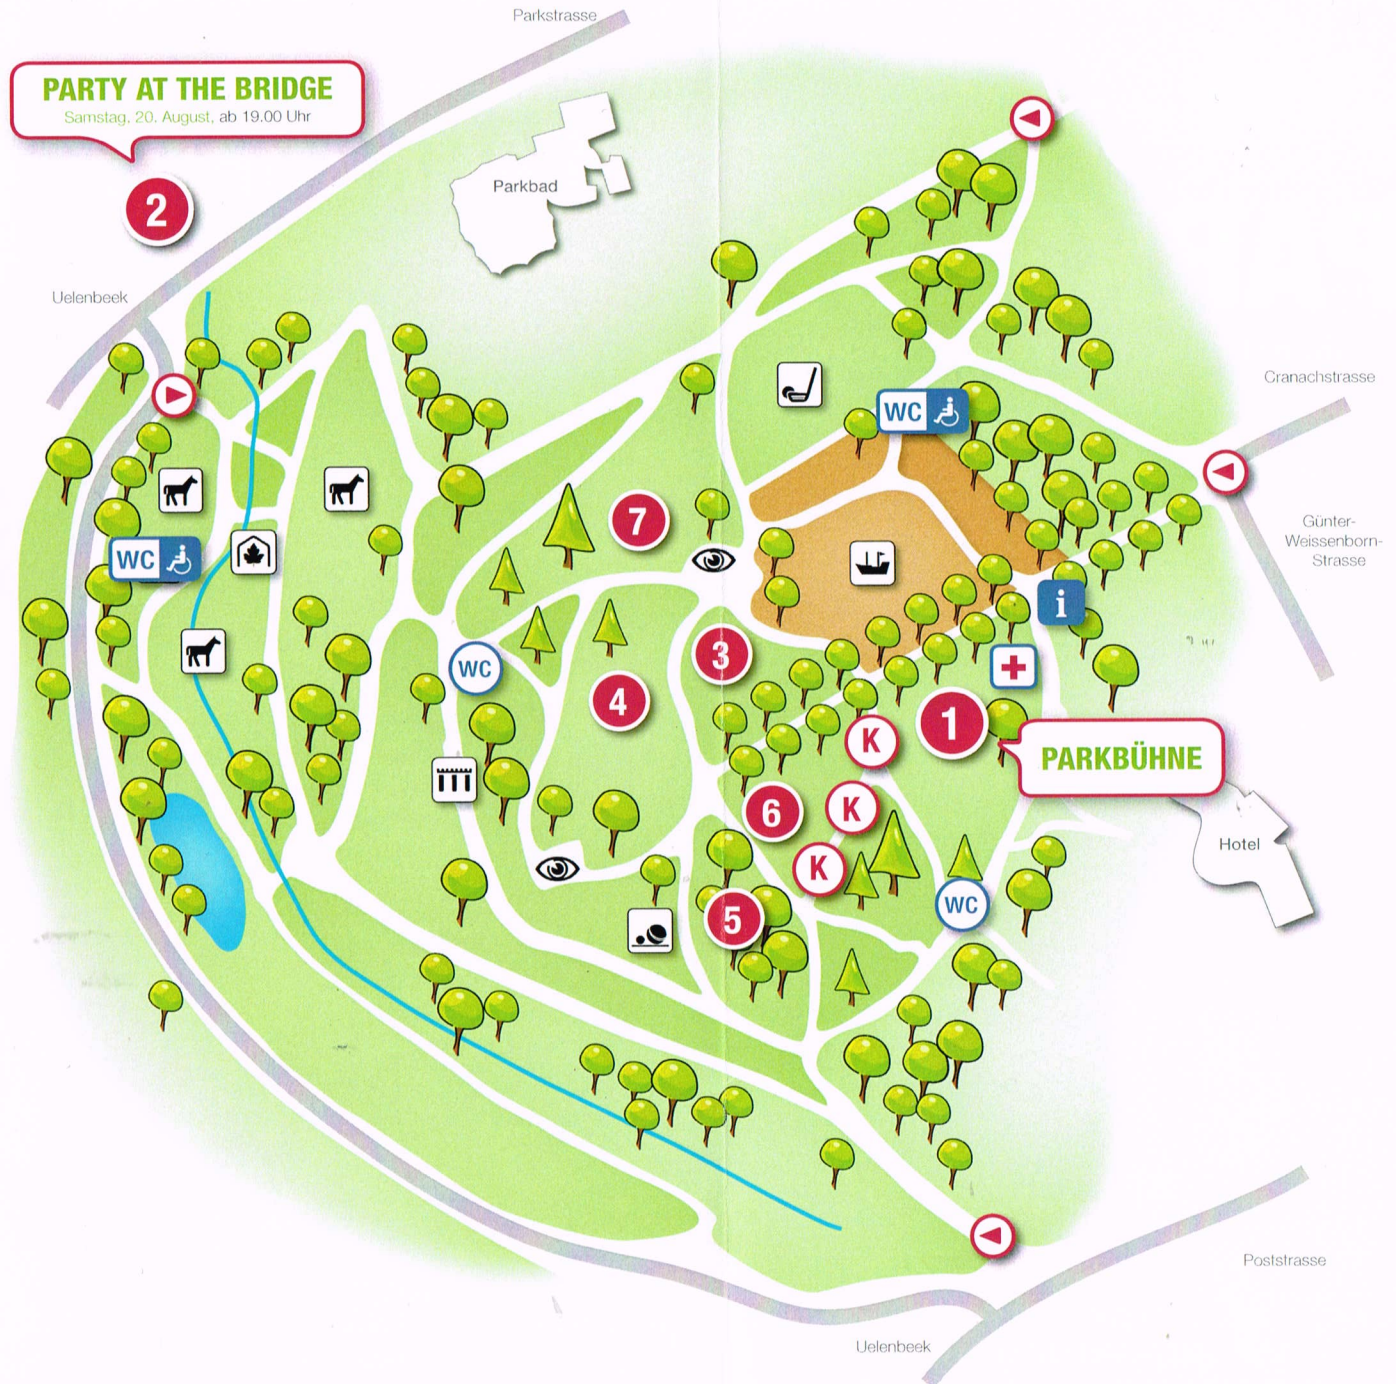 Parkstrasse
PARTY AT THE BRIDGE
Samstag, 20. August, ab 19.00 Uhr
2
Parkbad
Uelenbeek
Cranachstrasse
WC
7
Günter-
Weissenborn-
Strasse
WC
i
3
WC
4
1
K
PARKBÜHNE
6
K
K
Hotel
5
WC
Poststrasse
Uelenbeek